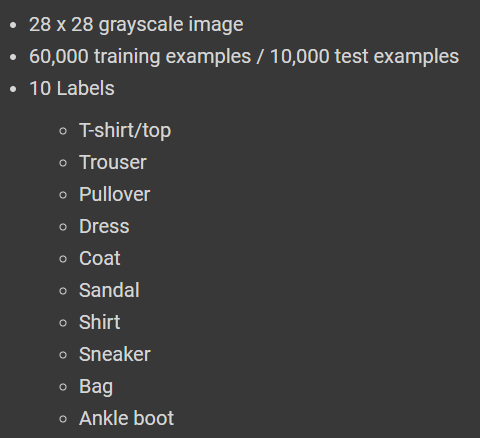 28 x 28 grayscale image
60,000 training examples / 10,000 test examples
10 Labels
T-shirt/top
Trouser
Pullover
Dress
Coat
Sandal
Shirt
Sneaker
Bag
Ankle boot